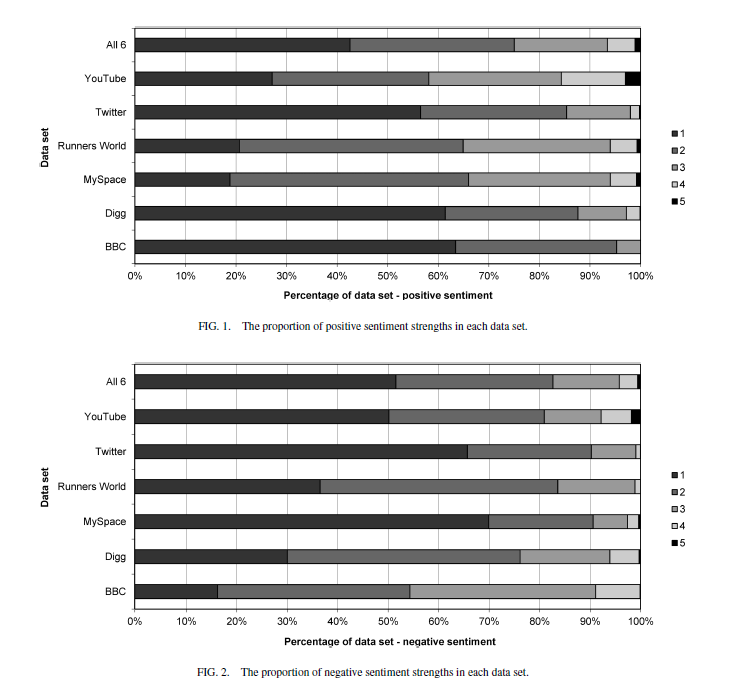 All 6
YouTube
Twitter
Runners World
MySpace
Digg
BBC
Data set
0% 10% 20% 30% 40% 50% 60% 70% 80% 90% 100%
Percentage of data set - positive sentiment
1
2
3
4
5
FIG. 1. The proportion of positive sentiment strengths in each data set.
All 6
YouTube
Twitter
Runners World
MySpace
Digg
BBC
Data set
0% 10% 20% 30% 40% 50% 60% 70% 80% 90% 100%
Percentage of data set - negative sentiment
1
2
3
4
5
FIG. 2. The proportion of negative sentiment strengths in each data set.